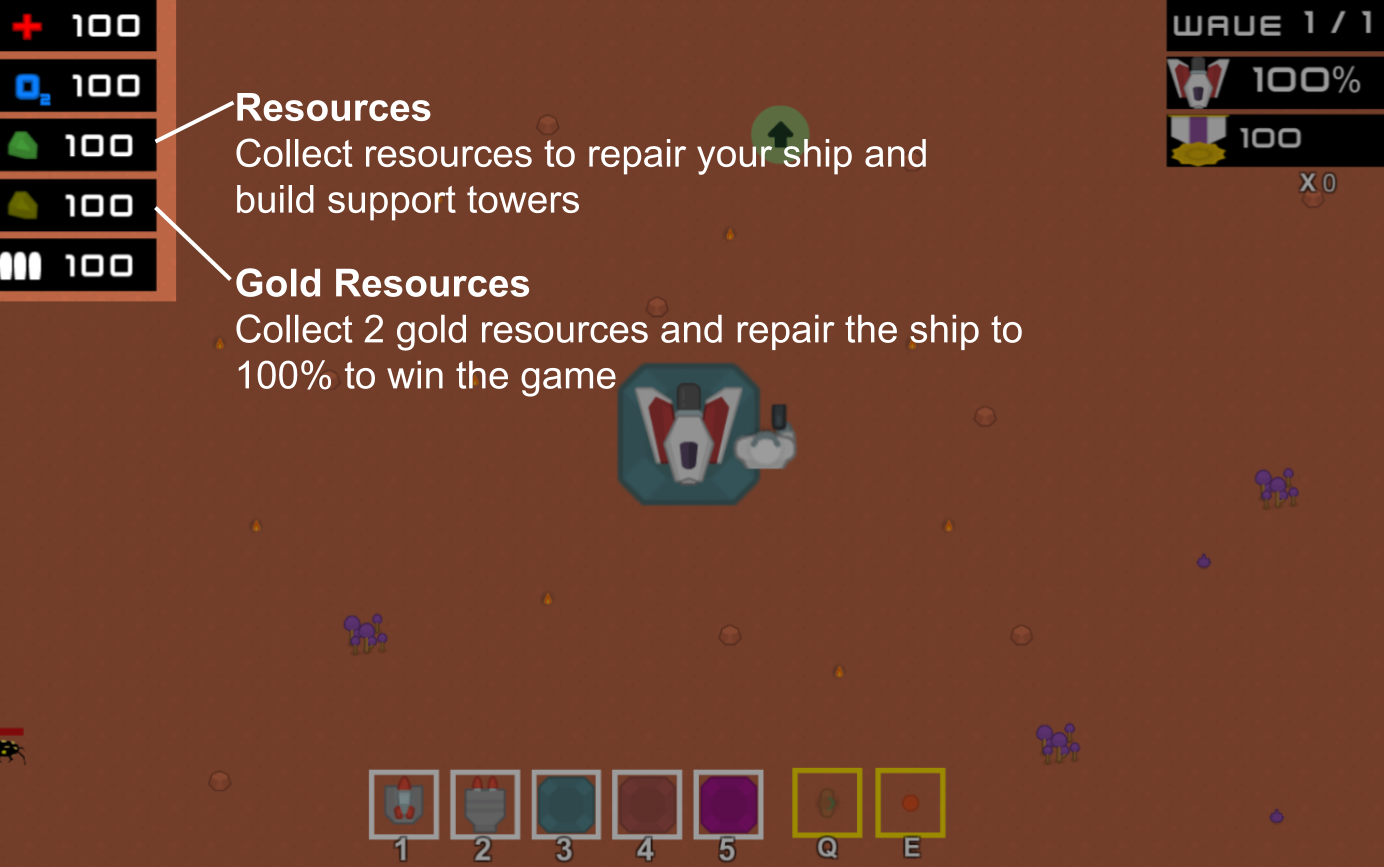 100
WAVE 1 / 1
O2 100
100%
Resources
100
100
Collect resources to repair your ship and
X0
build support towers
100
100
Gold Resources
Collect 2 gold resources and repair the ship to
100% to win the game
1 2 3 4 5 Q E